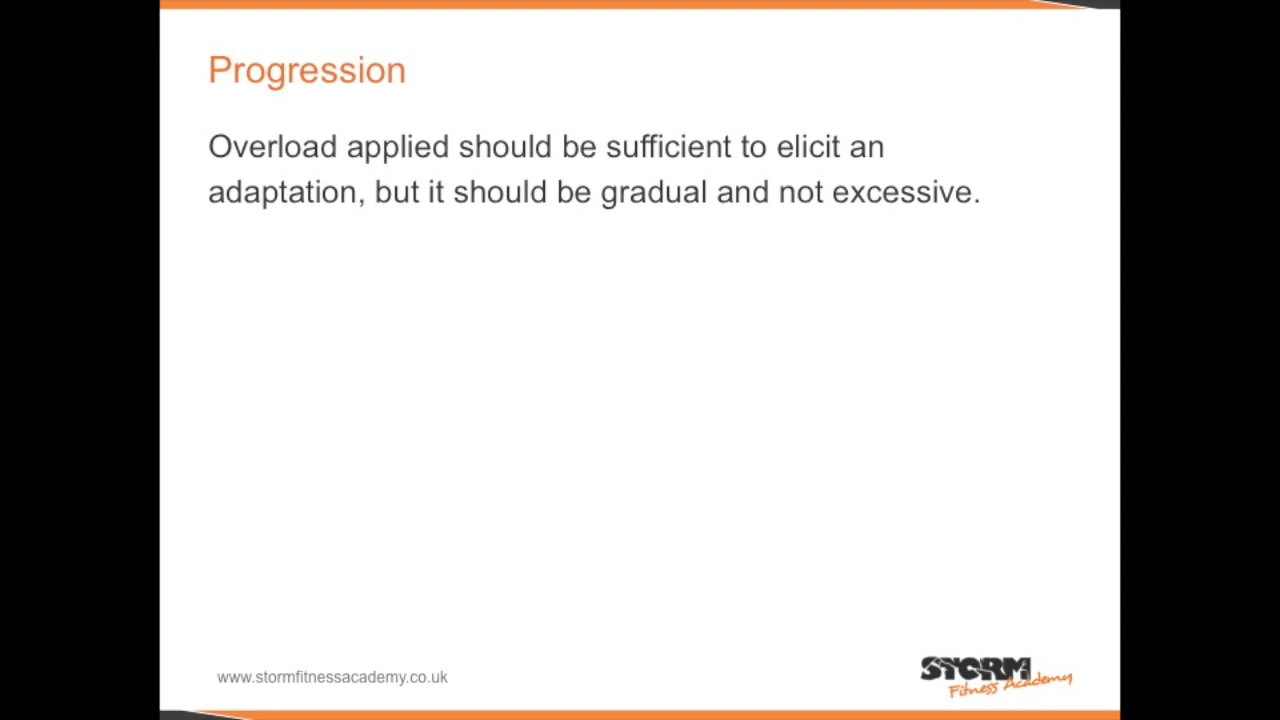 Progression
Overload applied should be sufficient to elicit an
adaptation, but it should be gradual and not excessive.
www.stormfitnessacademy.co.uk
STORM
Fitness Academy